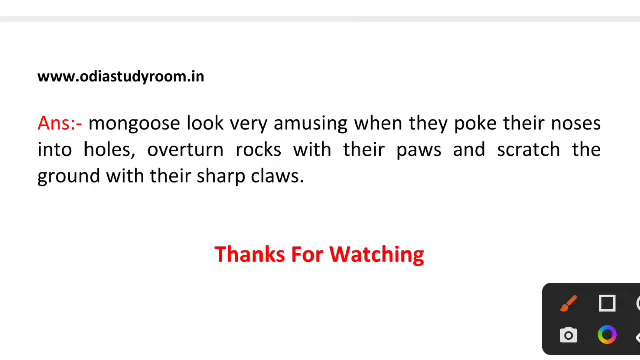 www.odiastudyroom.in
Ans:- mongoose look very amusing when they poke their noses
into holes, overturn rocks with their paws and scratch the
ground with their sharp claws.
Thanks For Watching